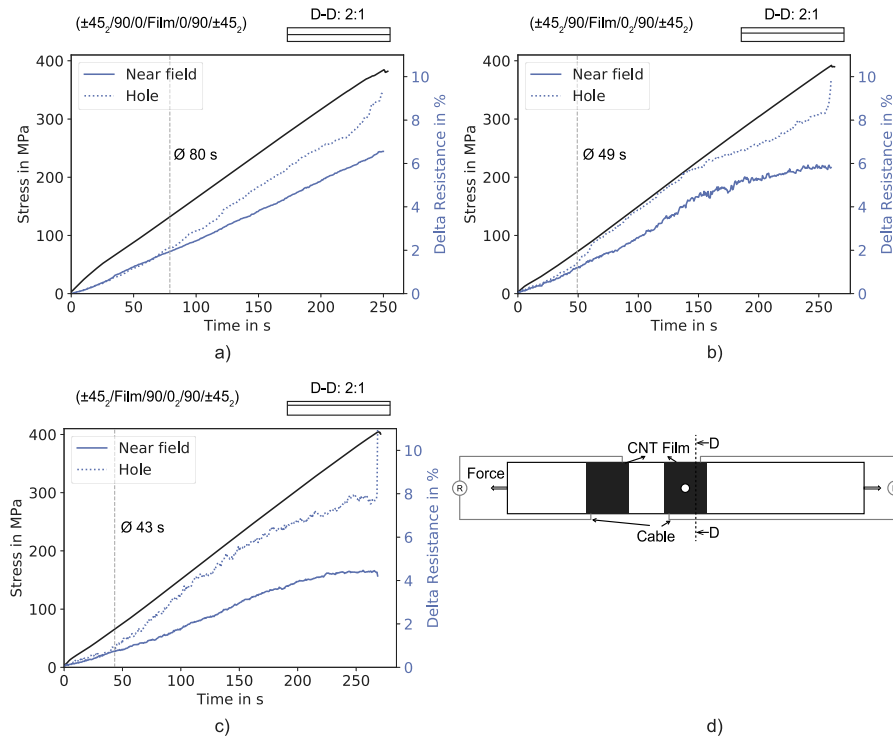 (±45₂/90/0/Film/0/90/±45₂)
D-D: 2:1
400
300
200
100
0
Stress in MPa
Near field
Hole
Ø 80 s
10
8
6
4
2
0
Delta Resistance in %
0 50 100 150 200 250
Time in s
a)
(±45₂/90/Film/0₂/90/±45₂)
D-D: 2:1
400
300
200
100
0
Stress in MPa
Near field
Hole
Ø 49 s
10
8
6
4
2
0
Delta Resistance in %
0 50 100 150 200 250
Time in s
b)
(±45₂/Film/90/0₂/90/±45₂)
D-D: 2:1
400
300
200
100
0
Stress in MPa
Near field
Hole
Ø 43 s
10
8
6
4
2
0
Delta Resistance in %
0 50 100 150 200 250
Time in s
c)
CNT Film
D
Force
R
Cable
D
d)